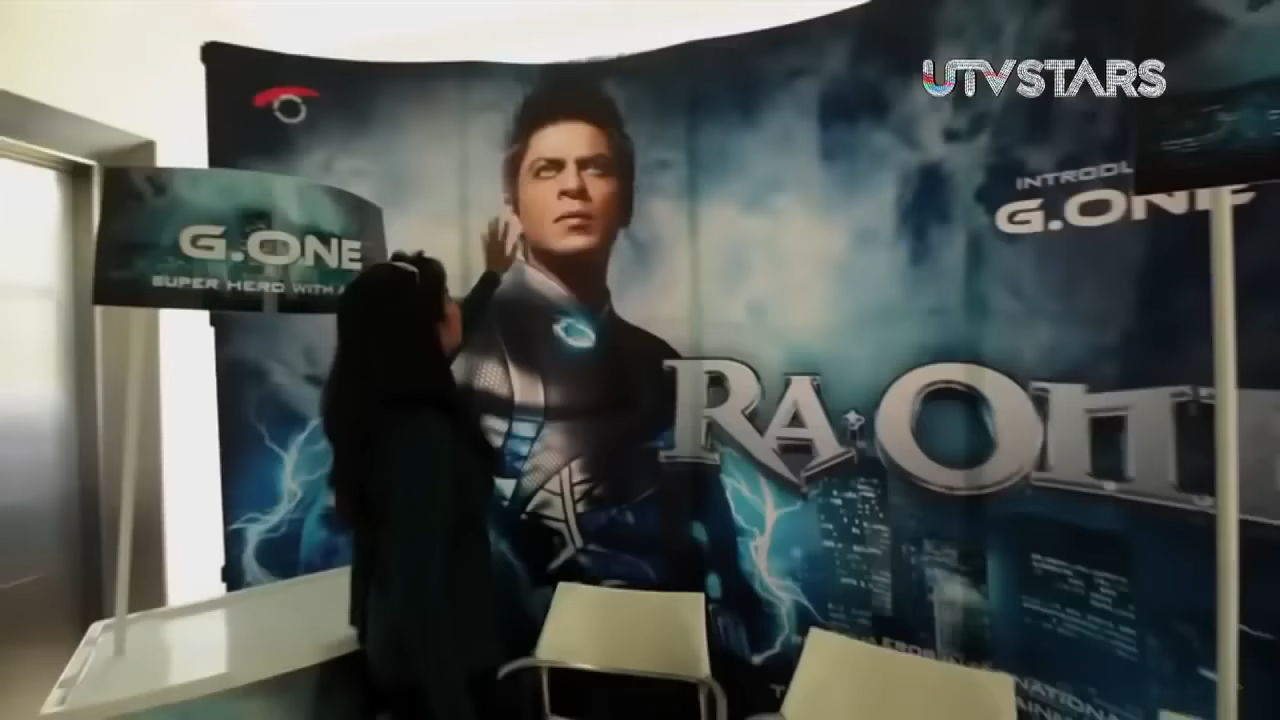 UTVSTARS
INTRODU
G.ONE
G.ONE
SUPER HERO WITH A
RA.ONE